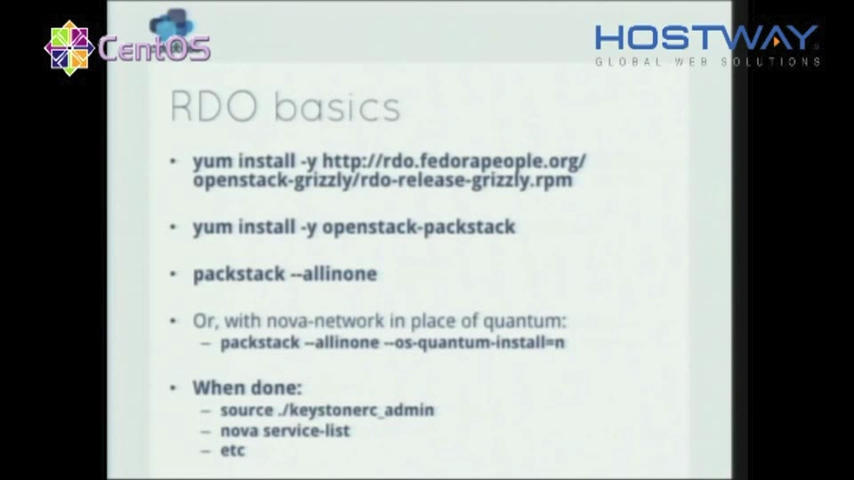 CentOS
HOSTWAY
GLOBAL WEB SOLUTIONS
RDO basics
• yum install -y http://rdo.fedorapeople.org/
openstack-grizzly/rdo-release-grizzly.rpm
• yum install -y openstack-packstack
• packstack --allinone
• Or, with nova-network in place of quantum:
– packstack --allinone --os-quantum-install=n
• When done:
– source ./keystonerc_admin
– nova service-list
– etc